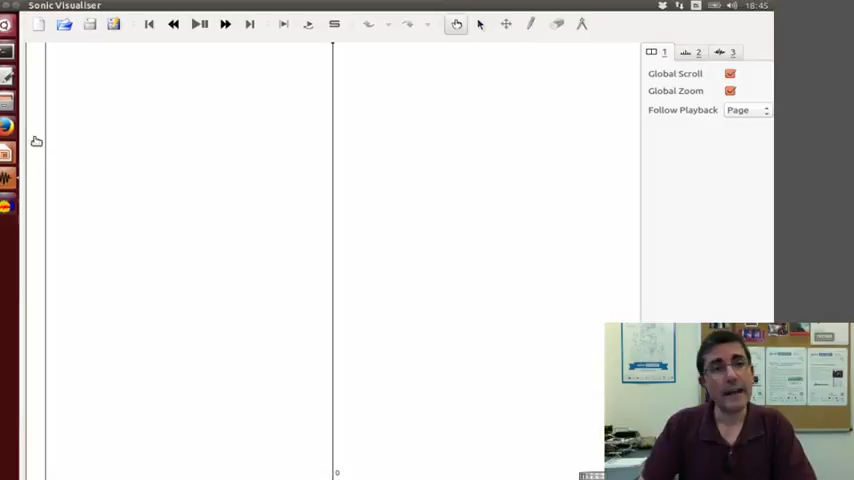 Sonic Visualiser
18:45
1 2 3
Global Scroll
Global Zoom
Follow Playback Page
0